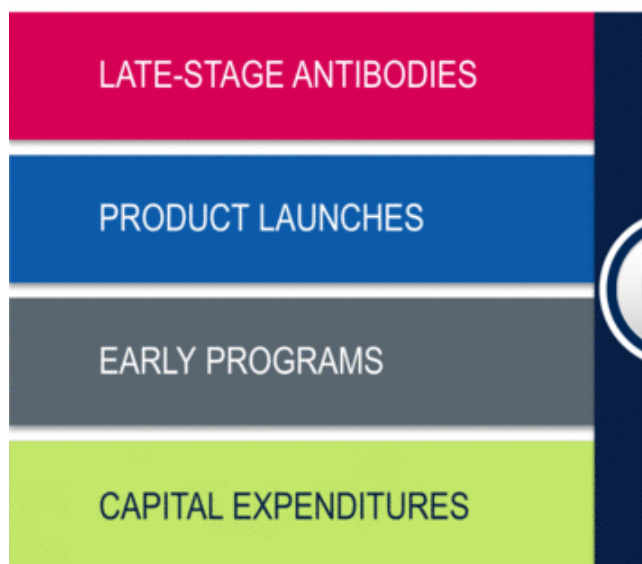 LATE-STAGE ANTIBODIES
PRODUCT LAUNCHES
EARLY PROGRAMS
CAPITAL EXPENDITURES